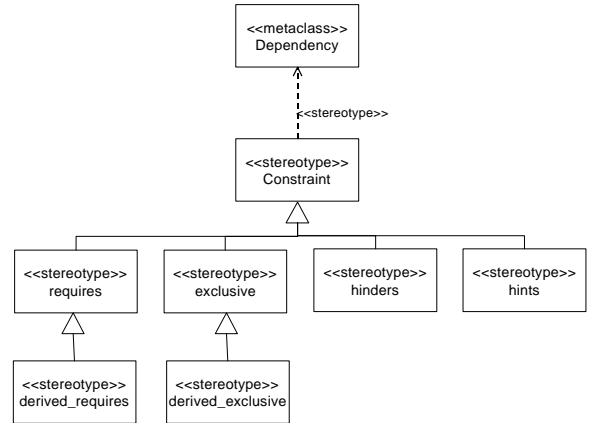 <<metaclass>>
Dependency
<<stereotype>>
<<stereotype>>
Constraint
<<stereotype>>
requires
<<stereotype>>
exclusive
<<stereotype>>
hinders
<<stereotype>>
hints
<<stereotype>>
derived_requires
<<stereotype>>
derived_exclusive